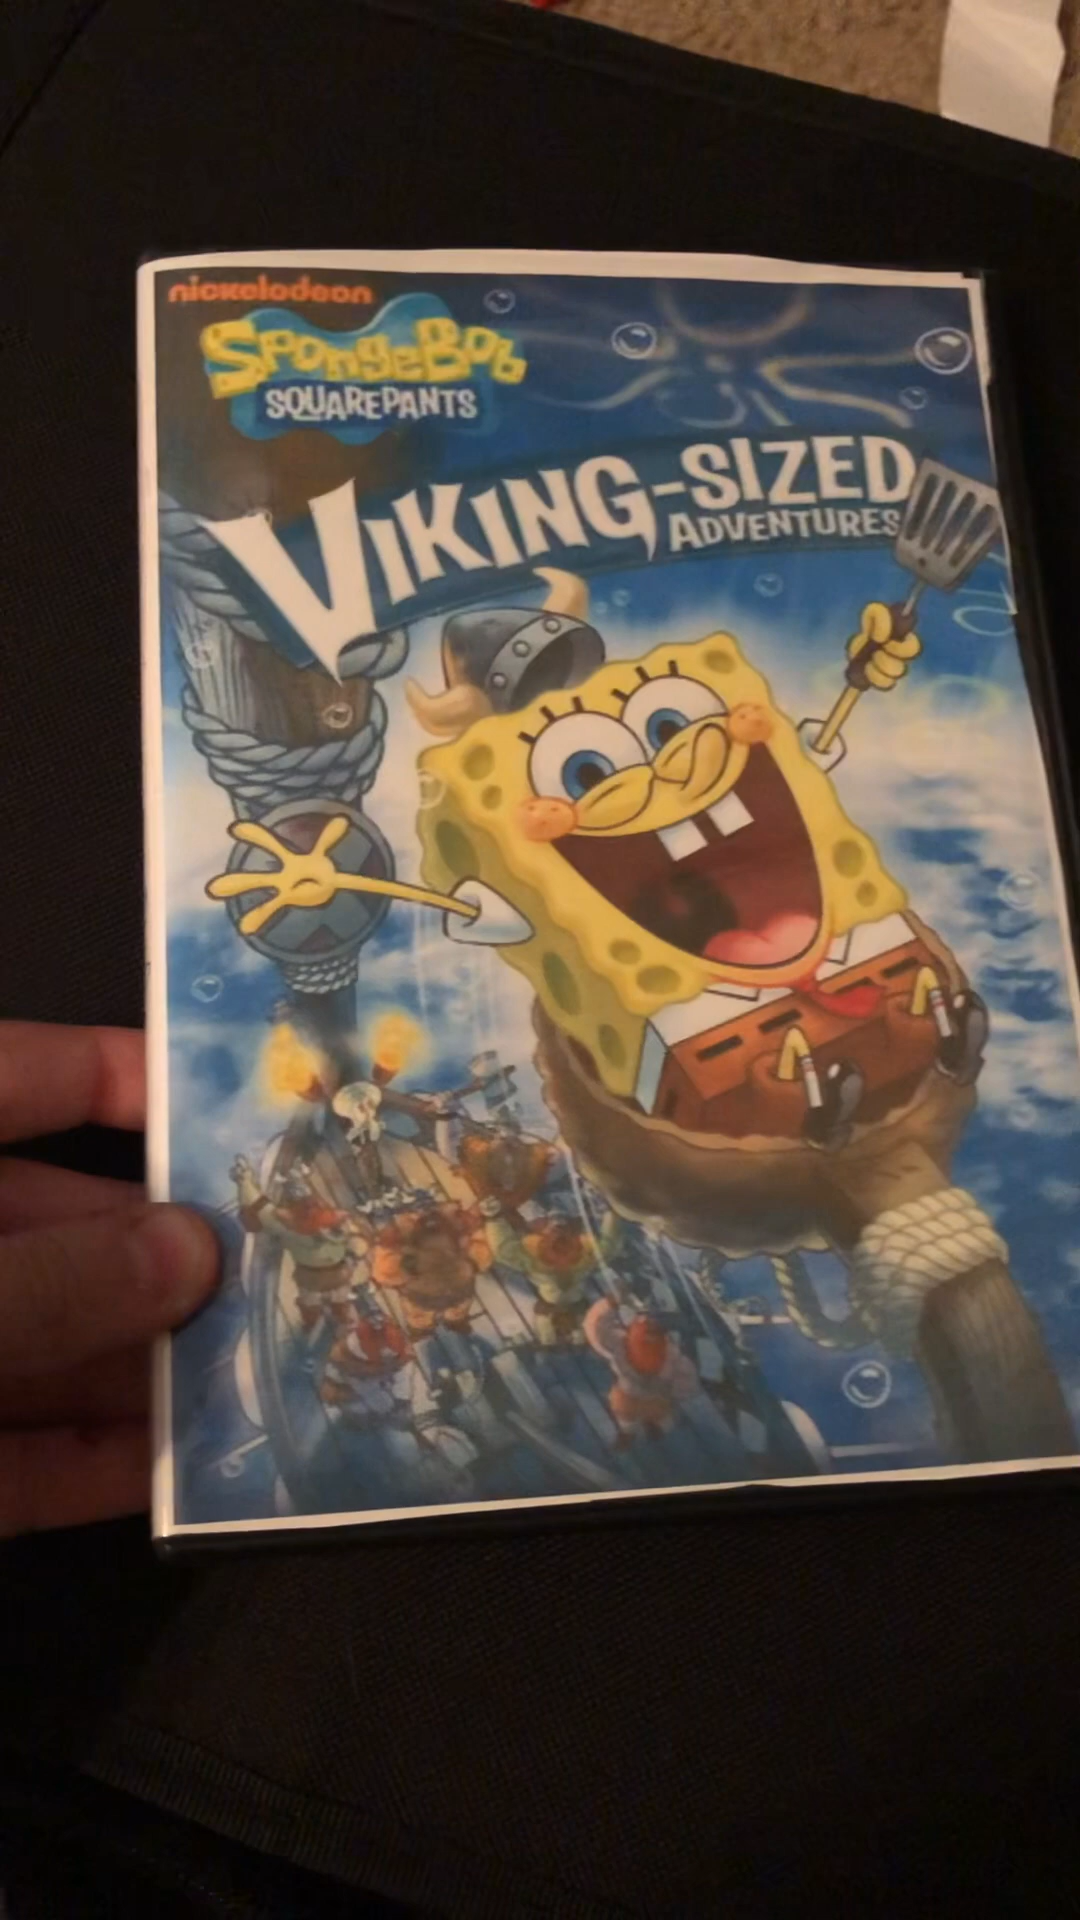 nickelodeon
SpongeBob
SQUAREPANTS
VIKING-SIZED
ADVENTURES